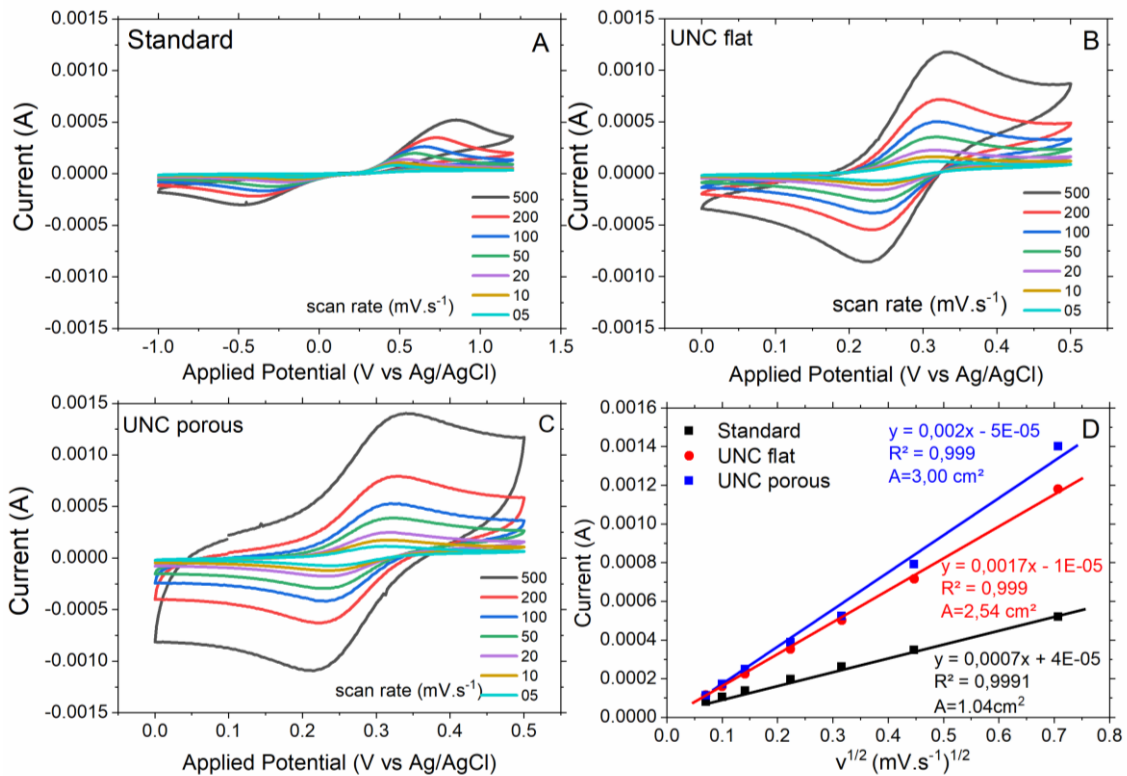 Standard
A
0.0015
0.0010
0.0005
0.0000
-0.0005
-0.0010
-0.0015
Current (A)
500
200
100
50
20
10
05
scan rate (mV.s⁻¹)
-1.0 -0.5 0.0 0.5 1.0 1.5
Applied Potential (V vs Ag/AgCl)
UNC flat
B
0.0015
0.0010
0.0005
0.0000
-0.0005
-0.0010
-0.0015
Current (A)
500
200
100
50
20
10
05
scan rate (mV.s⁻¹)
0.0 0.1 0.2 0.3 0.4 0.5
Applied Potential (V vs Ag/AgCl)
UNC porous
C
0.0015
0.0010
0.0005
0.0000
-0.0005
-0.0010
-0.0015
Current (A)
500
200
100
50
20
10
05
scan rate (mV.s⁻¹)
0.0 0.1 0.2 0.3 0.4 0.5
Applied Potential (V vs Ag/AgCl)
D
0.0016
0.0014
0.0012
0.0010
0.0008
0.0006
0.0004
0.0002
0.0000
Current (A)
Standard
UNC flat
UNC porous
y = 0,002x - 5E-05
R² = 0,999
A=3,00 cm²
y = 0,0017x - 1E-05
R² = 0,999
A=2,54 cm²
y = 0,0007x + 4E-05
R² = 0,9991
A=1.04cm²
0.0 0.1 0.2 0.3 0.4 0.5 0.6 0.7 0.8
v¹ᐟ² (mV.s⁻¹)¹ᐟ²